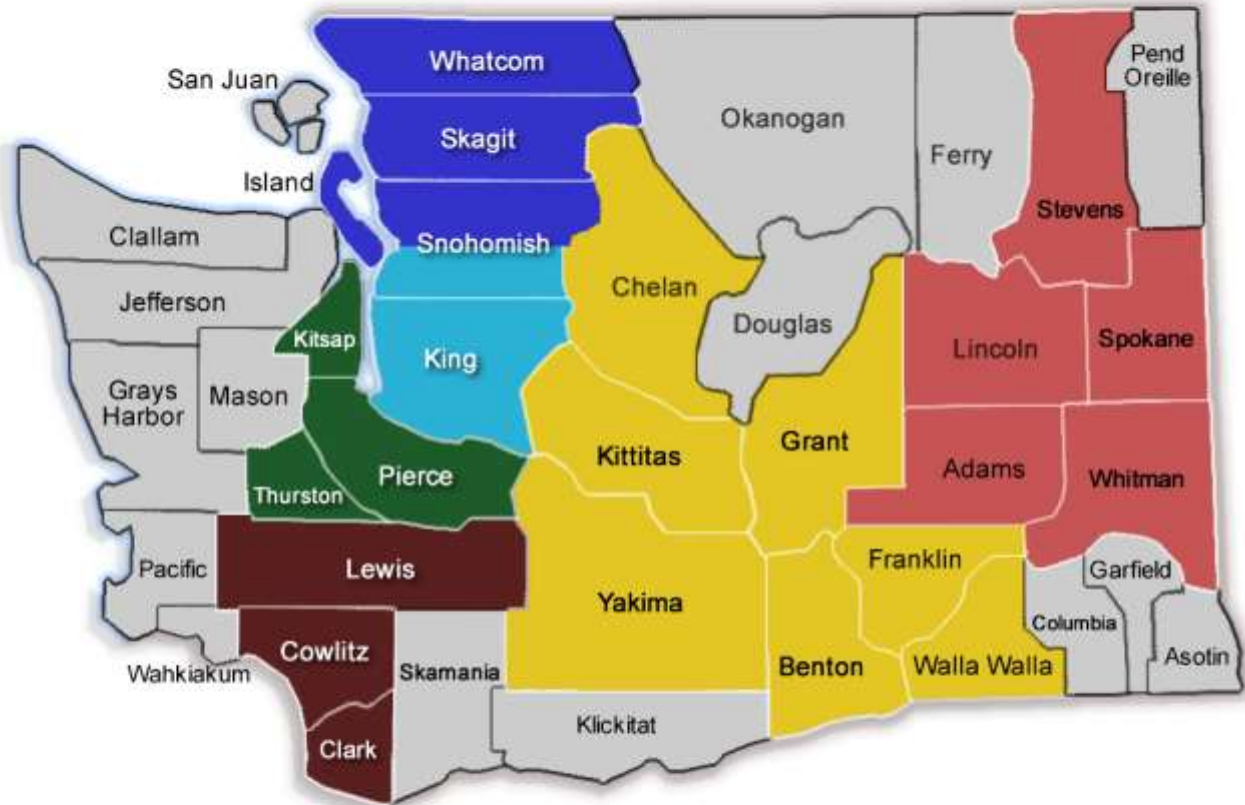 Whatcom
Pend
Oreille
San Juan
Okanogan
Skagit
Ferry
Island
Stevens
Clallam
Snohomish
Chelan
Jefferson
Douglas
Kitsap
Lincoln
Spokane
King
Grays
Harbor
Mason
Kittitas
Grant
Adams
Whitman
Pierce
Thurston
Franklin
Pacific
Lewis
Garfield
Yakima
Columbia
Cowlitz
Skamania
Wahkiakum
Benton
Walla Walla
Asotin
Klickitat
Clark